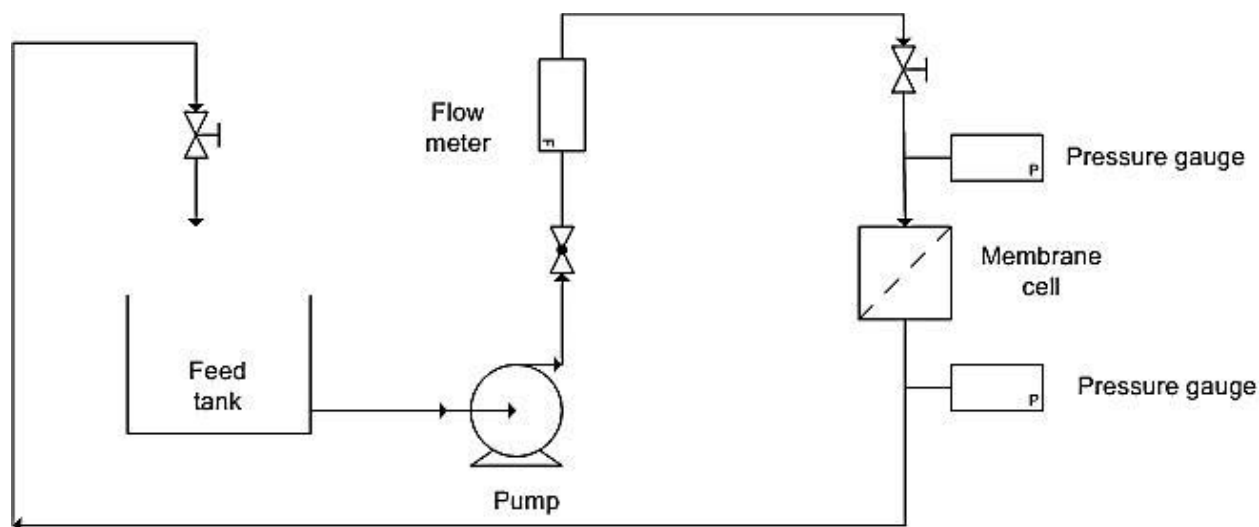 Flow
meter
F
P
Pressure gauge
Membrane
cell
Feed
tank
P
Pressure gauge
Pump